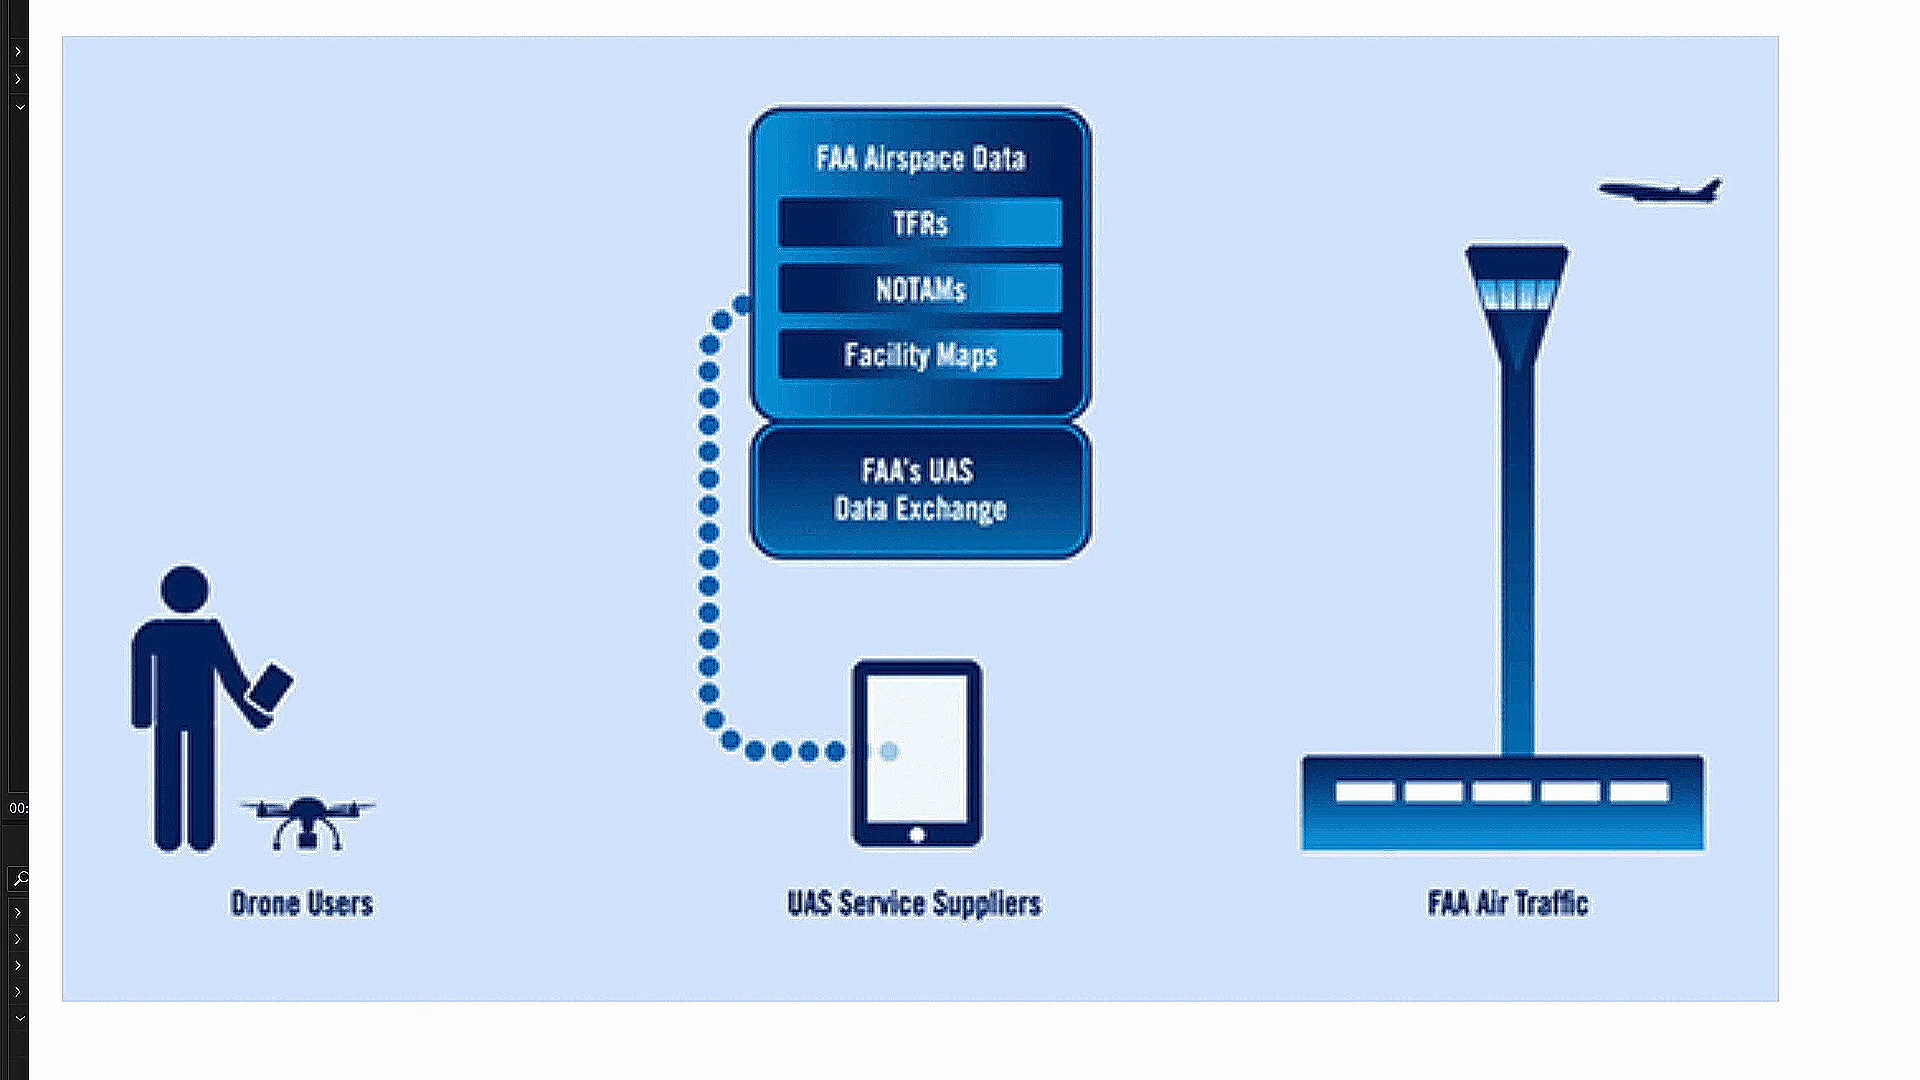 FAA Airspace Data
TFRs
NOTAMs
Facility Maps
FAA's UAS
Data Exchange
Drone Users
UAS Service Suppliers
FAA Air Traffic
00: